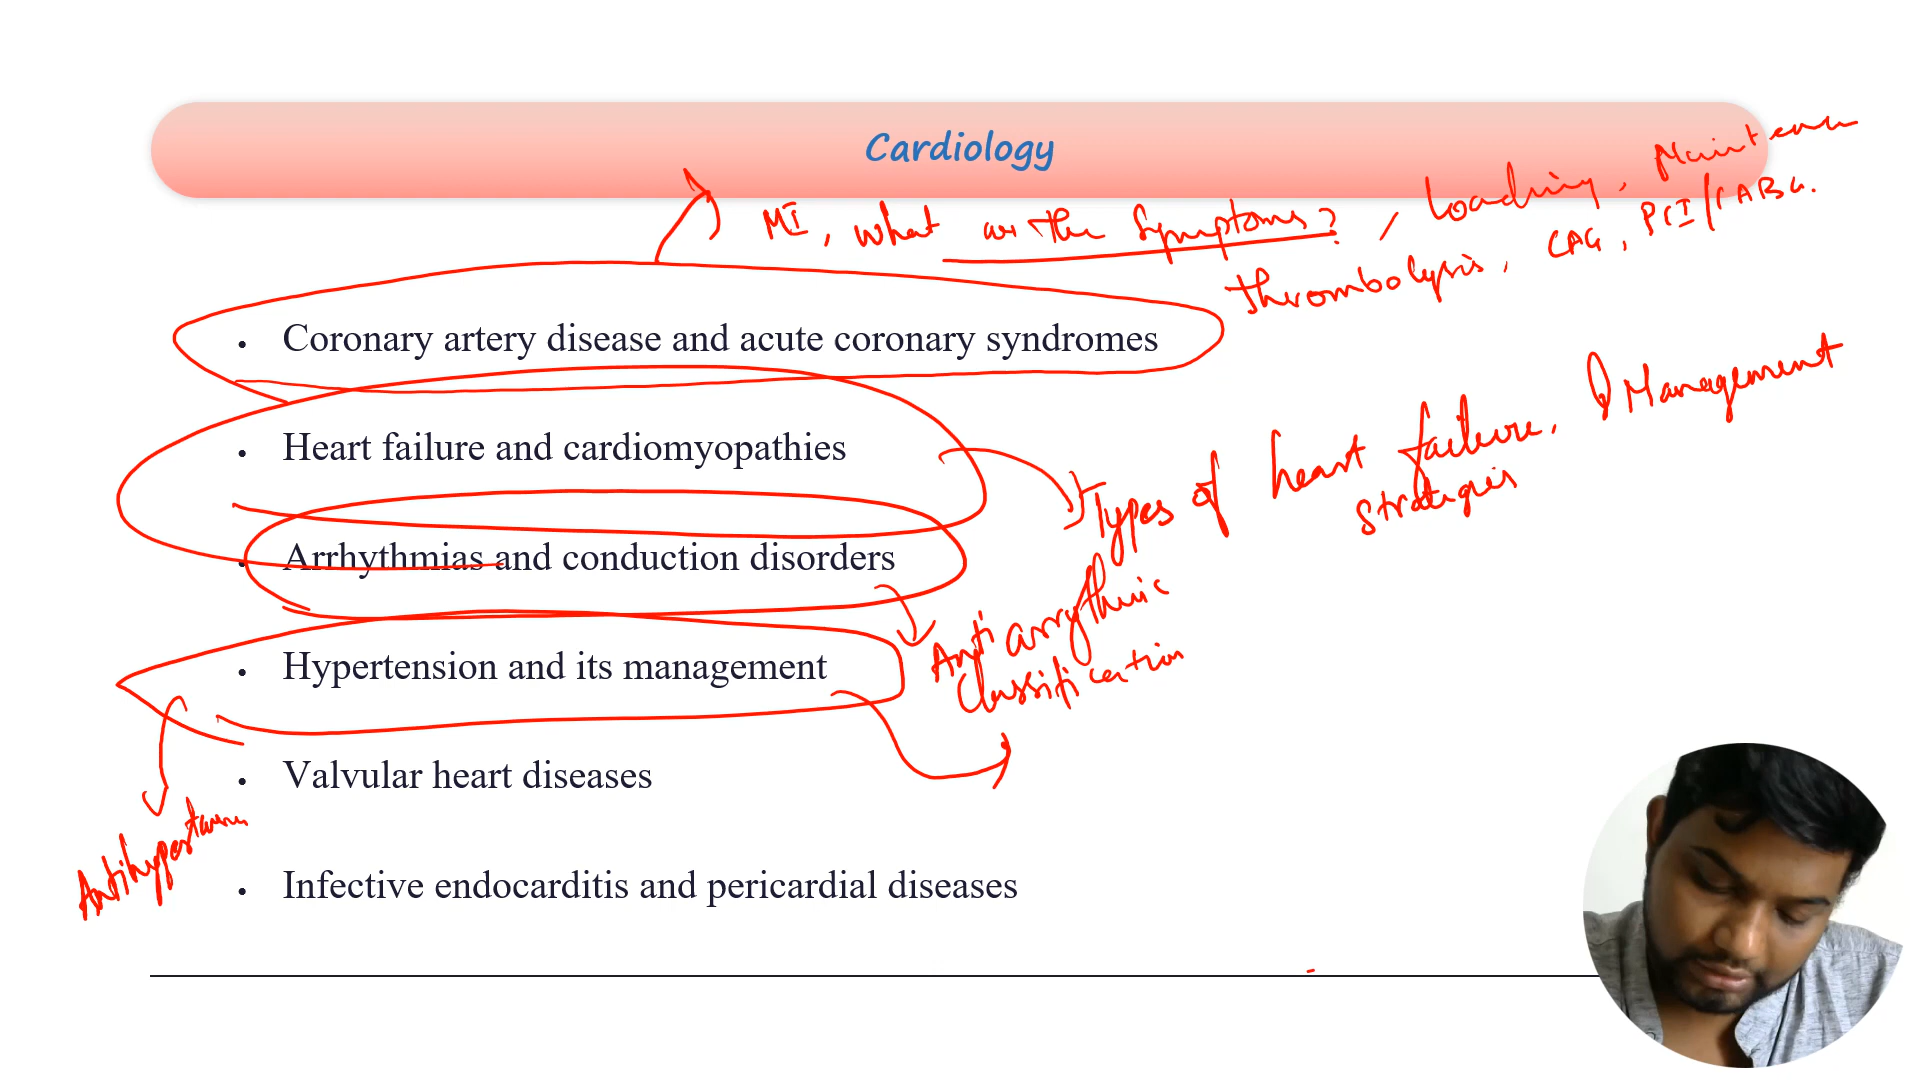 Cardiology
MI, what are the symptoms?, loading, Maintenan
thrombolysis, CAG, PCI/CABG.
• Coronary artery disease and acute coronary syndromes
• Heart failure and cardiomyopathies
Types of heart failure, Management
strategies
• Arrhythmias and conduction disorders
Anti arrythmic
classification
• Hypertension and its management
Antihyperten
• Valvular heart diseases
• Infective endocarditis and pericardial diseases